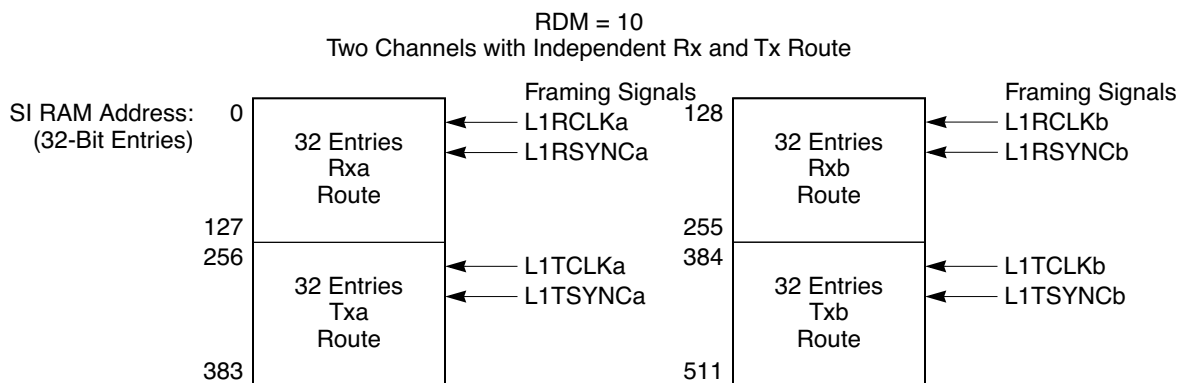 RDM = 10
Two Channels with Independent Rx and Tx Route
SI RAM Address:
(32-Bit Entries)
0
127
32 Entries
Rxa
Route
Framing Signals
L1RCLKa
L1RSYNCa
256
383
32 Entries
Txa
Route
L1TCLKa
L1TSYNCa
128
255
32 Entries
Rxb
Route
Framing Signals
L1RCLKb
L1RSYNCb
384
511
32 Entries
Txb
Route
L1TCLKb
L1TSYNCb